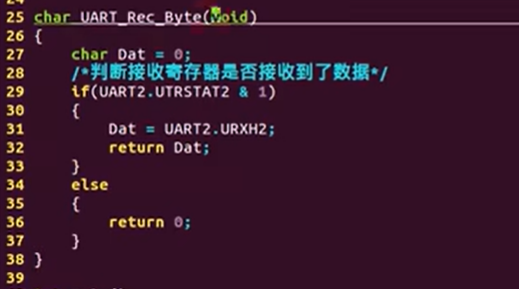 25 char UART_Rec_Byte(void)
26 {
27     char Dat = 0;
28     /*判断接收寄存器是否接收到了数据*/
29     if(UART2.UTRSTAT2 & 1)
30     {
31         Dat = UART2.URXH2;
32         return Dat;
33     }
34     else
35     {
36         return 0;
37     }
38 }
39